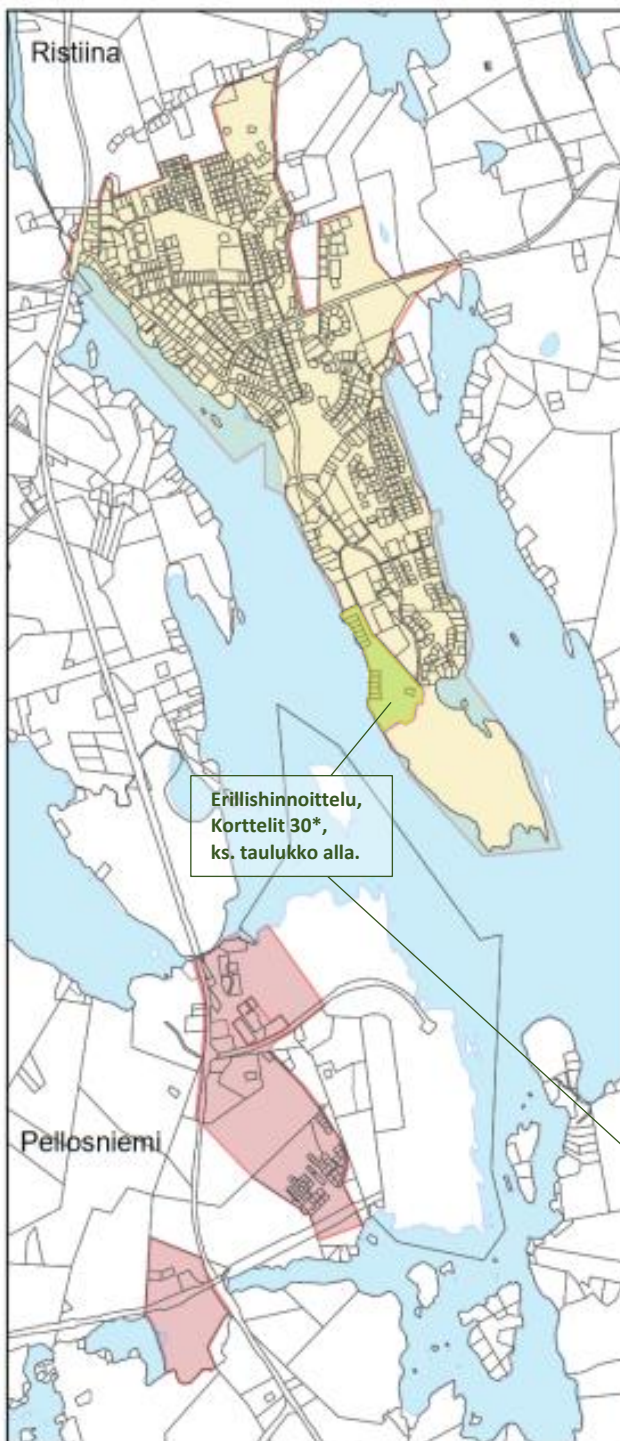 Ristiina
Erillishinnoittelu,
Korttelit 30*,
ks. taulukko alla.
Pellosniemi